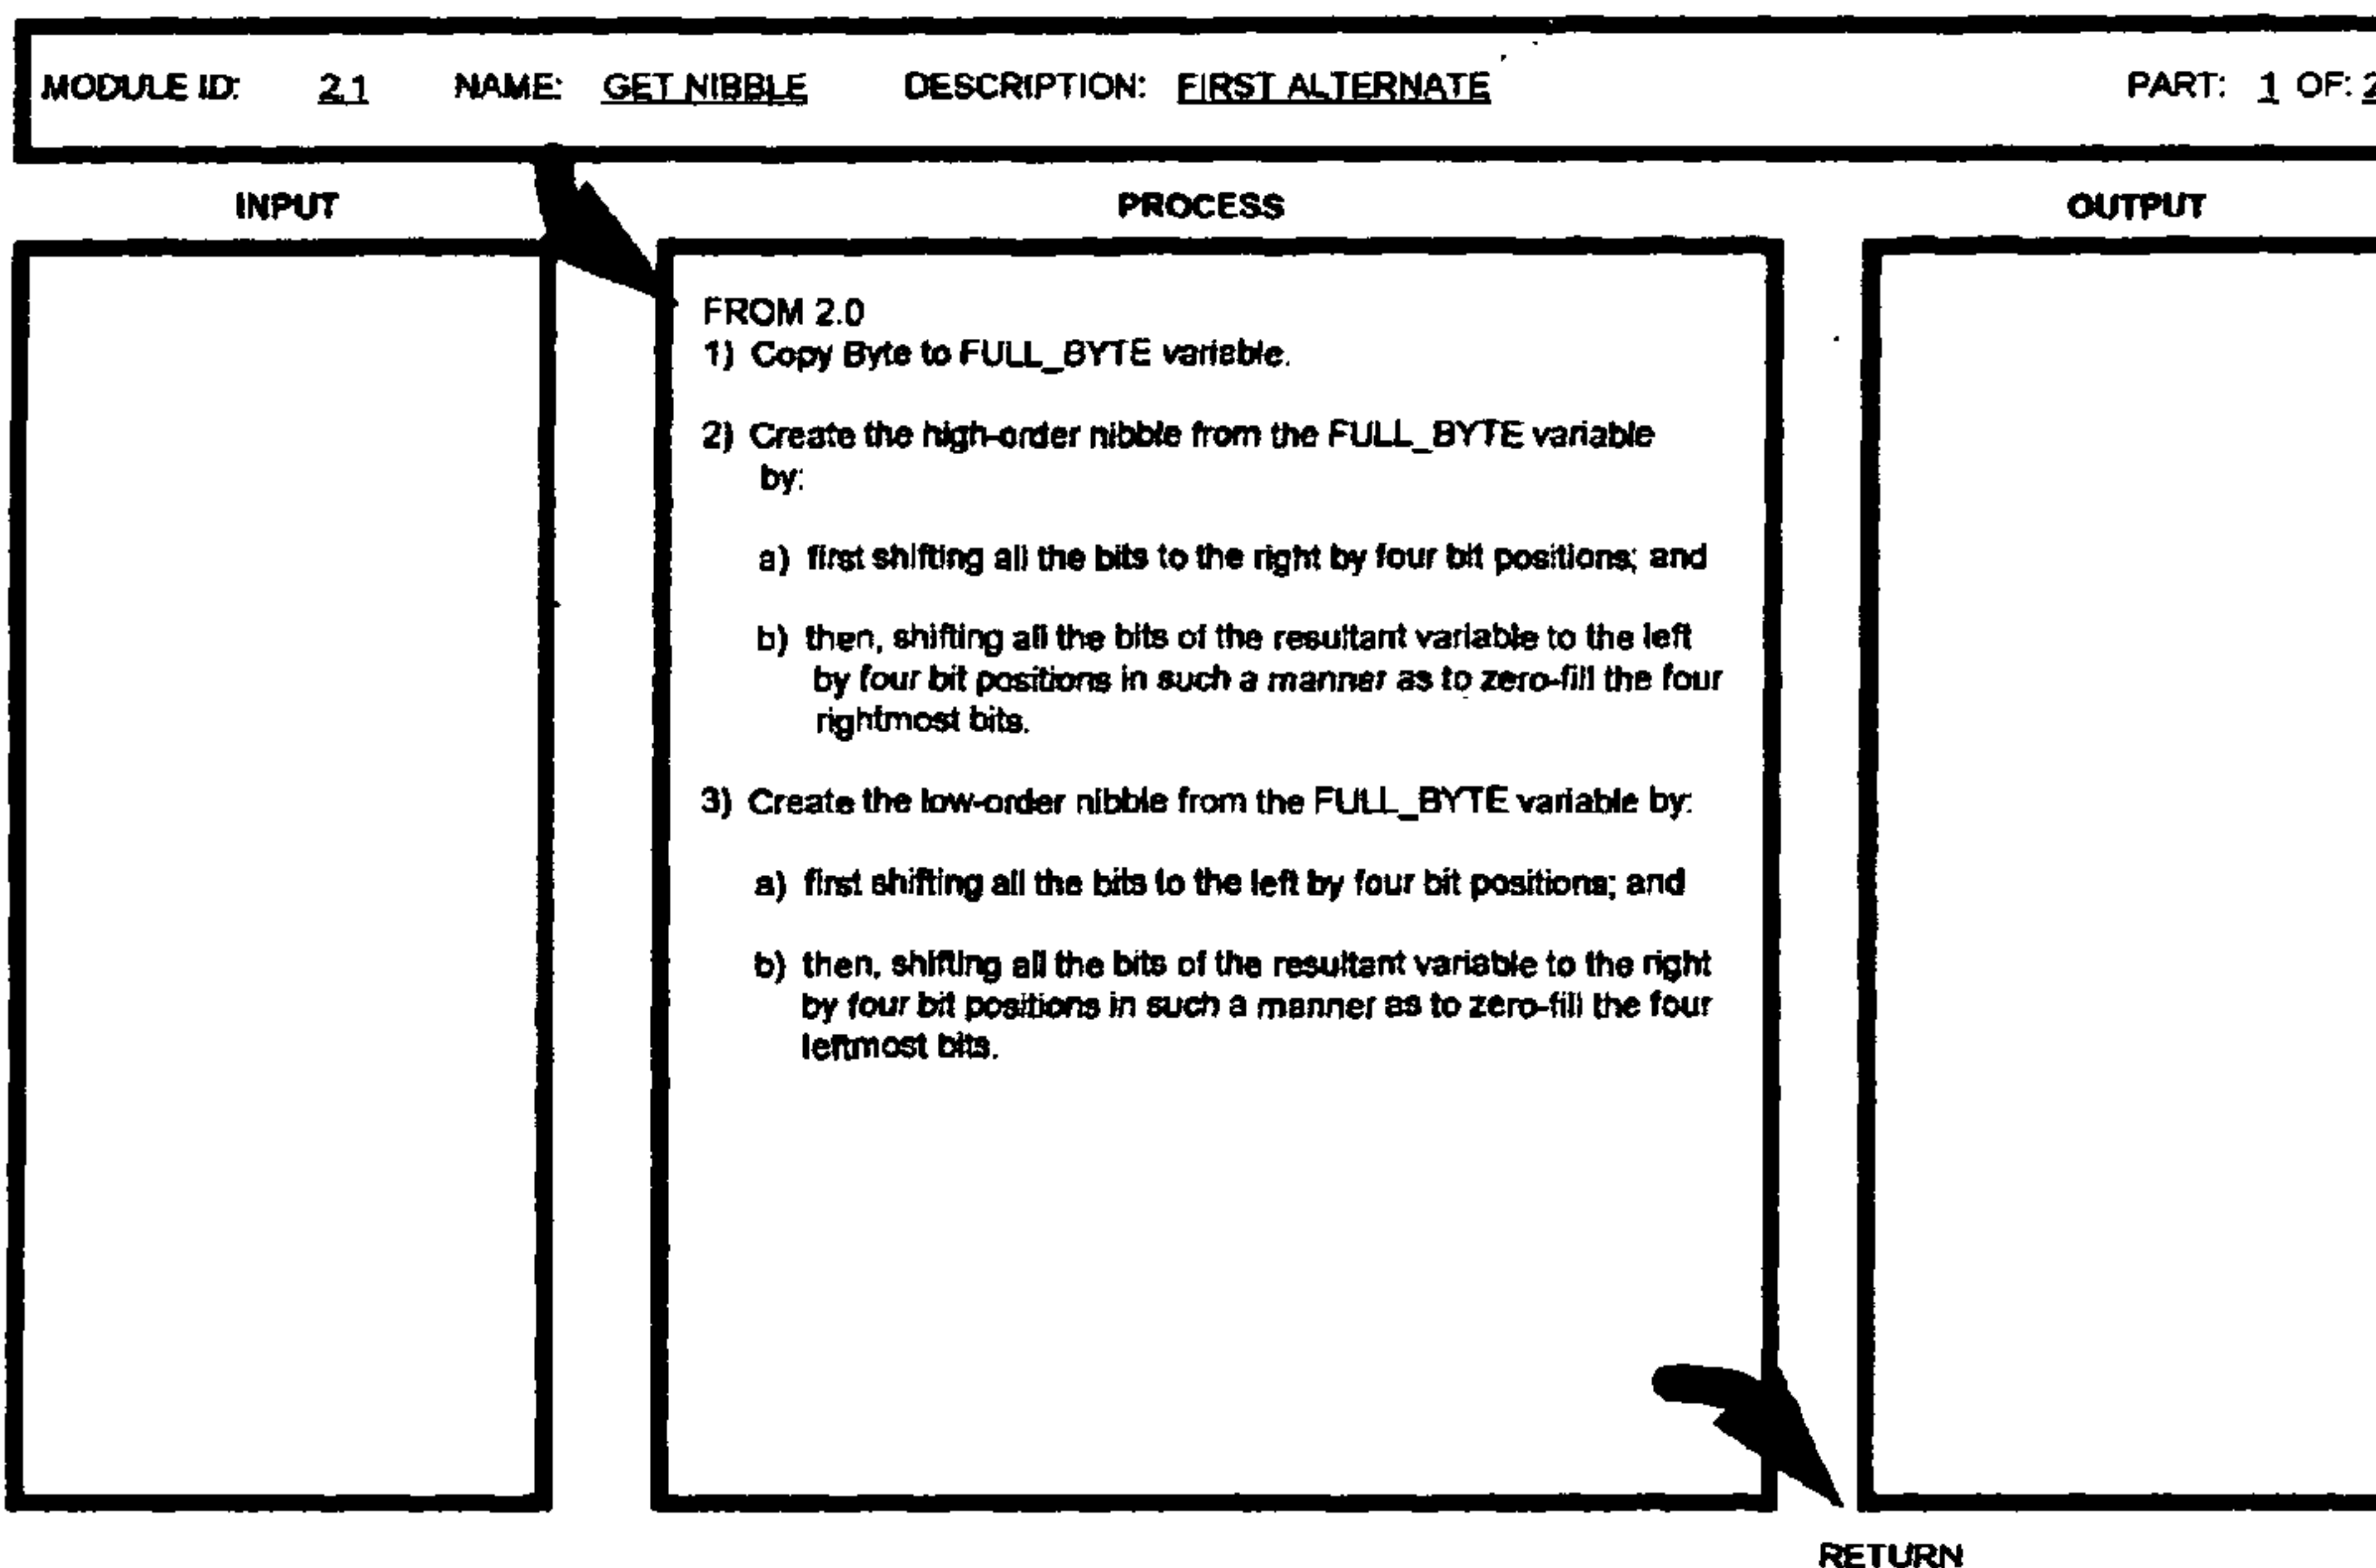 MODULE ID: 2.1 NAME: GET NIBBLE DESCRIPTION: FIRST ALTERNATE PART: 1 OF: 2
INPUT PROCESS OUTPUT
FROM 2.0
1) Copy Byte to FULL_BYTE variable.
2) Create the high-order nibble from the FULL_BYTE variable
by:
a) first shifting all the bits to the right by four bit positions; and
b) then, shifting all the bits of the resultant variable to the left
by four bit positions in such a manner as to zero-fill the four
rightmost bits.
3) Create the low-order nibble from the FULL_BYTE variable by:
a) first shifting all the bits to the left by four bit positions; and
b) then, shifting all the bits of the resultant variable to the right
by four bit positions in such a manner as to zero-fill the four
leftmost bits.
RETURN